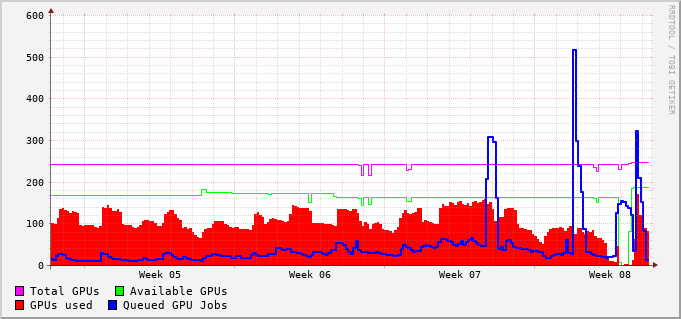 600
500
400
300
200
100
0
Week 05 Week 06 Week 07 Week 08
Total GPUs Available GPUs
GPUs used Queued GPU Jobs
RRDTOOL / TOBI OETIKER